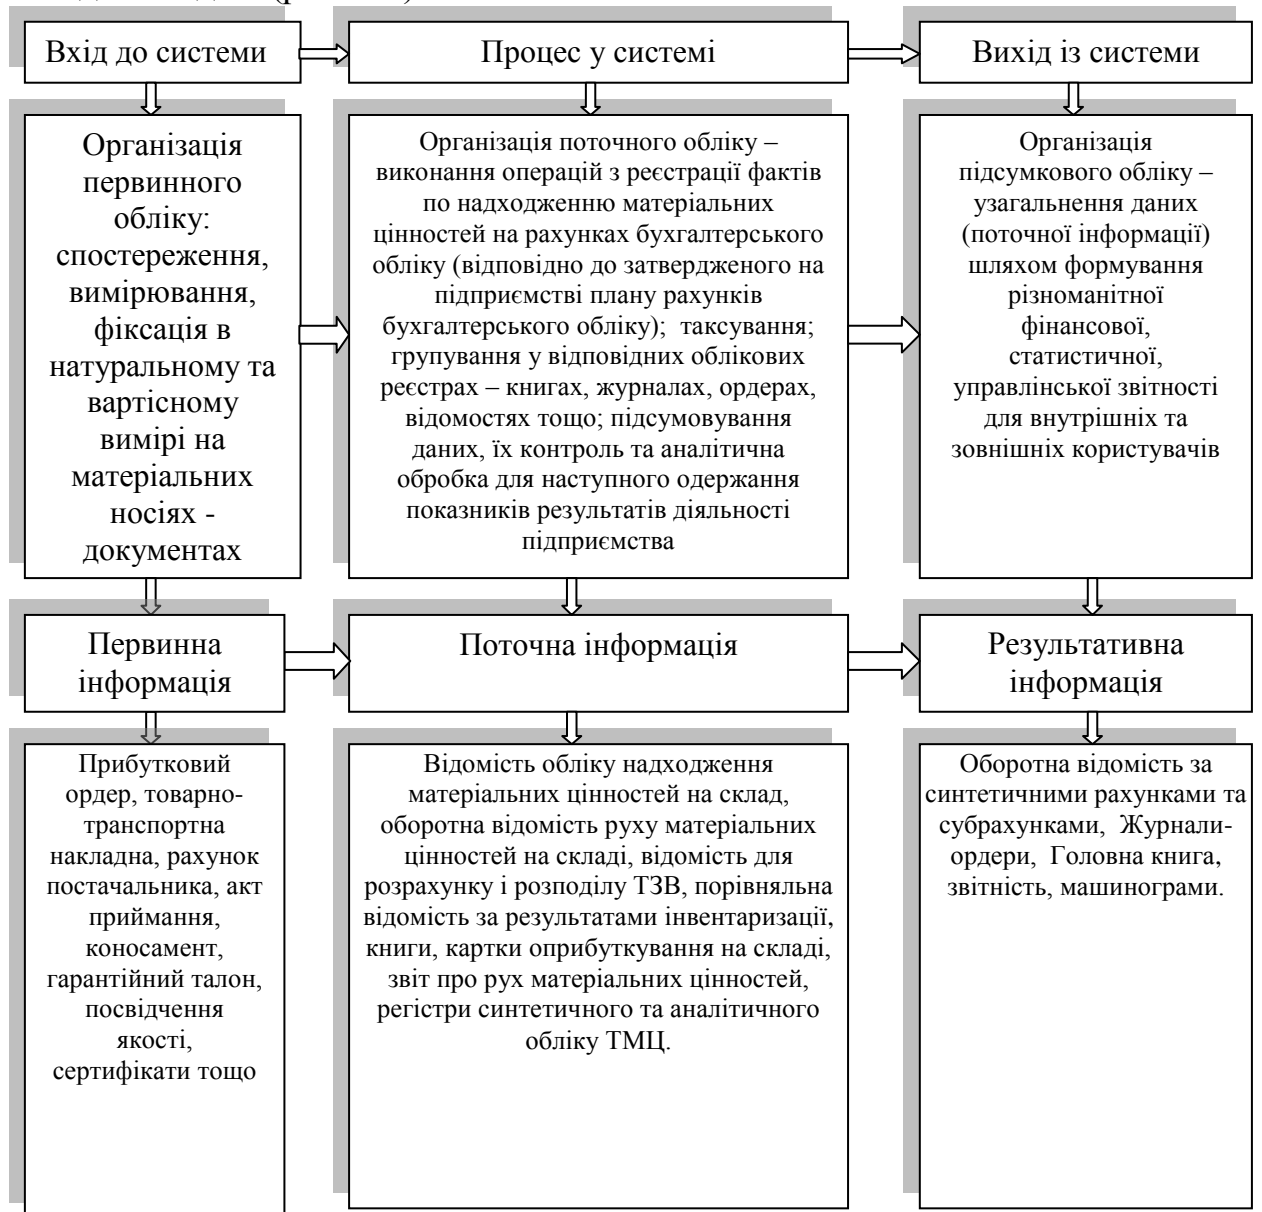 Вхід до системи
Процес у системі
Вихід із системи
Організація
первинного
обліку:
спостереження,
вимірювання,
фіксація в
натуральному та
вартісному
вимірі на
матеріальних
носіях -
документах
Організація поточного обліку –
виконання операцій з реєстрації фактів
по надходженню матеріальних
цінностей на рахунках бухгалтерського
обліку (відповідно до затвердженого на
підприємстві плану рахунків
бухгалтерського обліку); таксування;
групування у відповідних облікових
реєстрах – книгах, журналах, ордерах,
відомостях тощо; підсумовування
даних, їх контроль та аналітична
обробка для наступного одержання
показників результатів діяльності
підприємства
Організація
підсумкового обліку –
узагальнення даних
(поточної інформації)
шляхом формування
різноманітної
фінансової,
статистичної,
управлінської звітності
для внутрішніх та
зовнішніх користувачів
Первинна
інформація
Поточна інформація
Результативна
інформація
Прибутковий
ордер, товарно-
транспортна
накладна, рахунок
постачальника, акт
приймання,
коносамент,
гарантійний талон,
посвідчення
якості,
сертифікати тощо
Відомість обліку надходження
матеріальних цінностей на склад,
оборотна відомість руху матеріальних
цінностей на складі, відомість для
розрахунку і розподілу ТЗВ, порівняльна
відомість за результатами інвентаризації,
книги, картки оприбуткування на складі,
звіт про рух матеріальних цінностей,
регістри синтетичного та аналітичного
обліку ТМЦ.
Оборотна відомість за
синтетичними рахунками та
субрахунками, Журнали-
ордери, Головна книга,
звітність, машинограми.